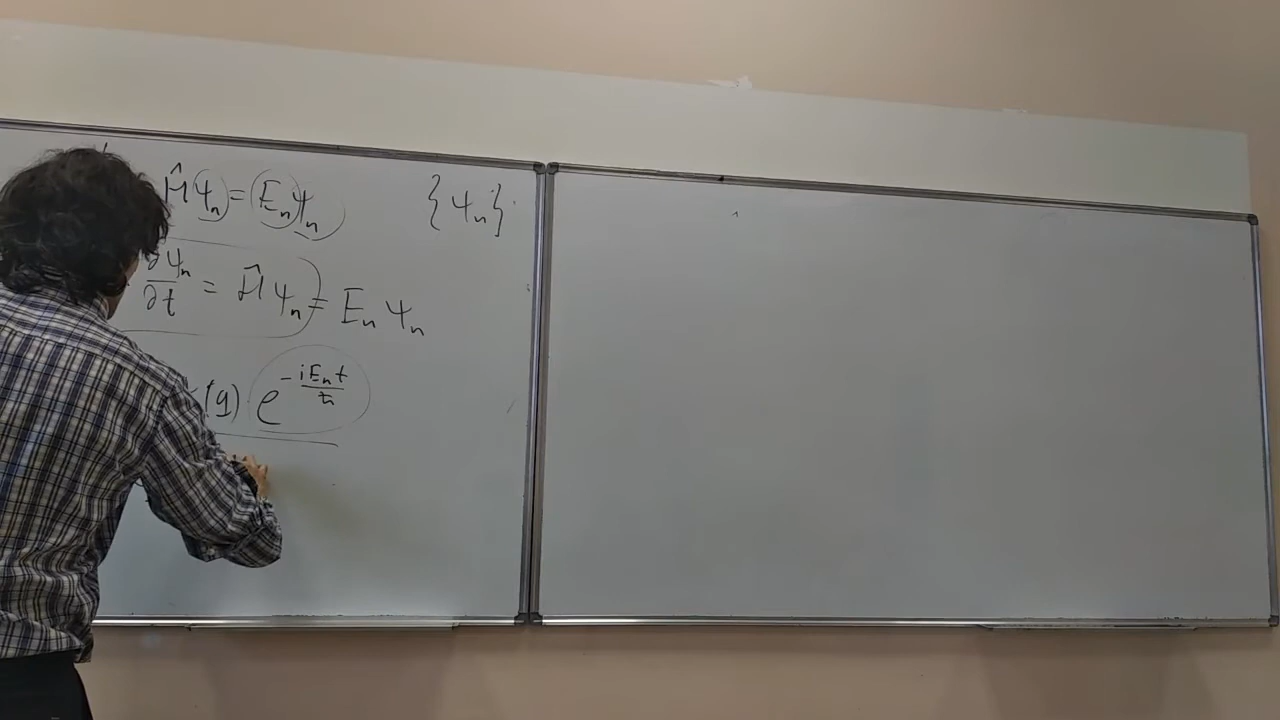 Ĥψₙ = Eₙψₙ {ψₙ}
∂ψₙ/∂t = Ĥψₙ = Eₙψₙ
(q) e^(-iEₙt/ħ)